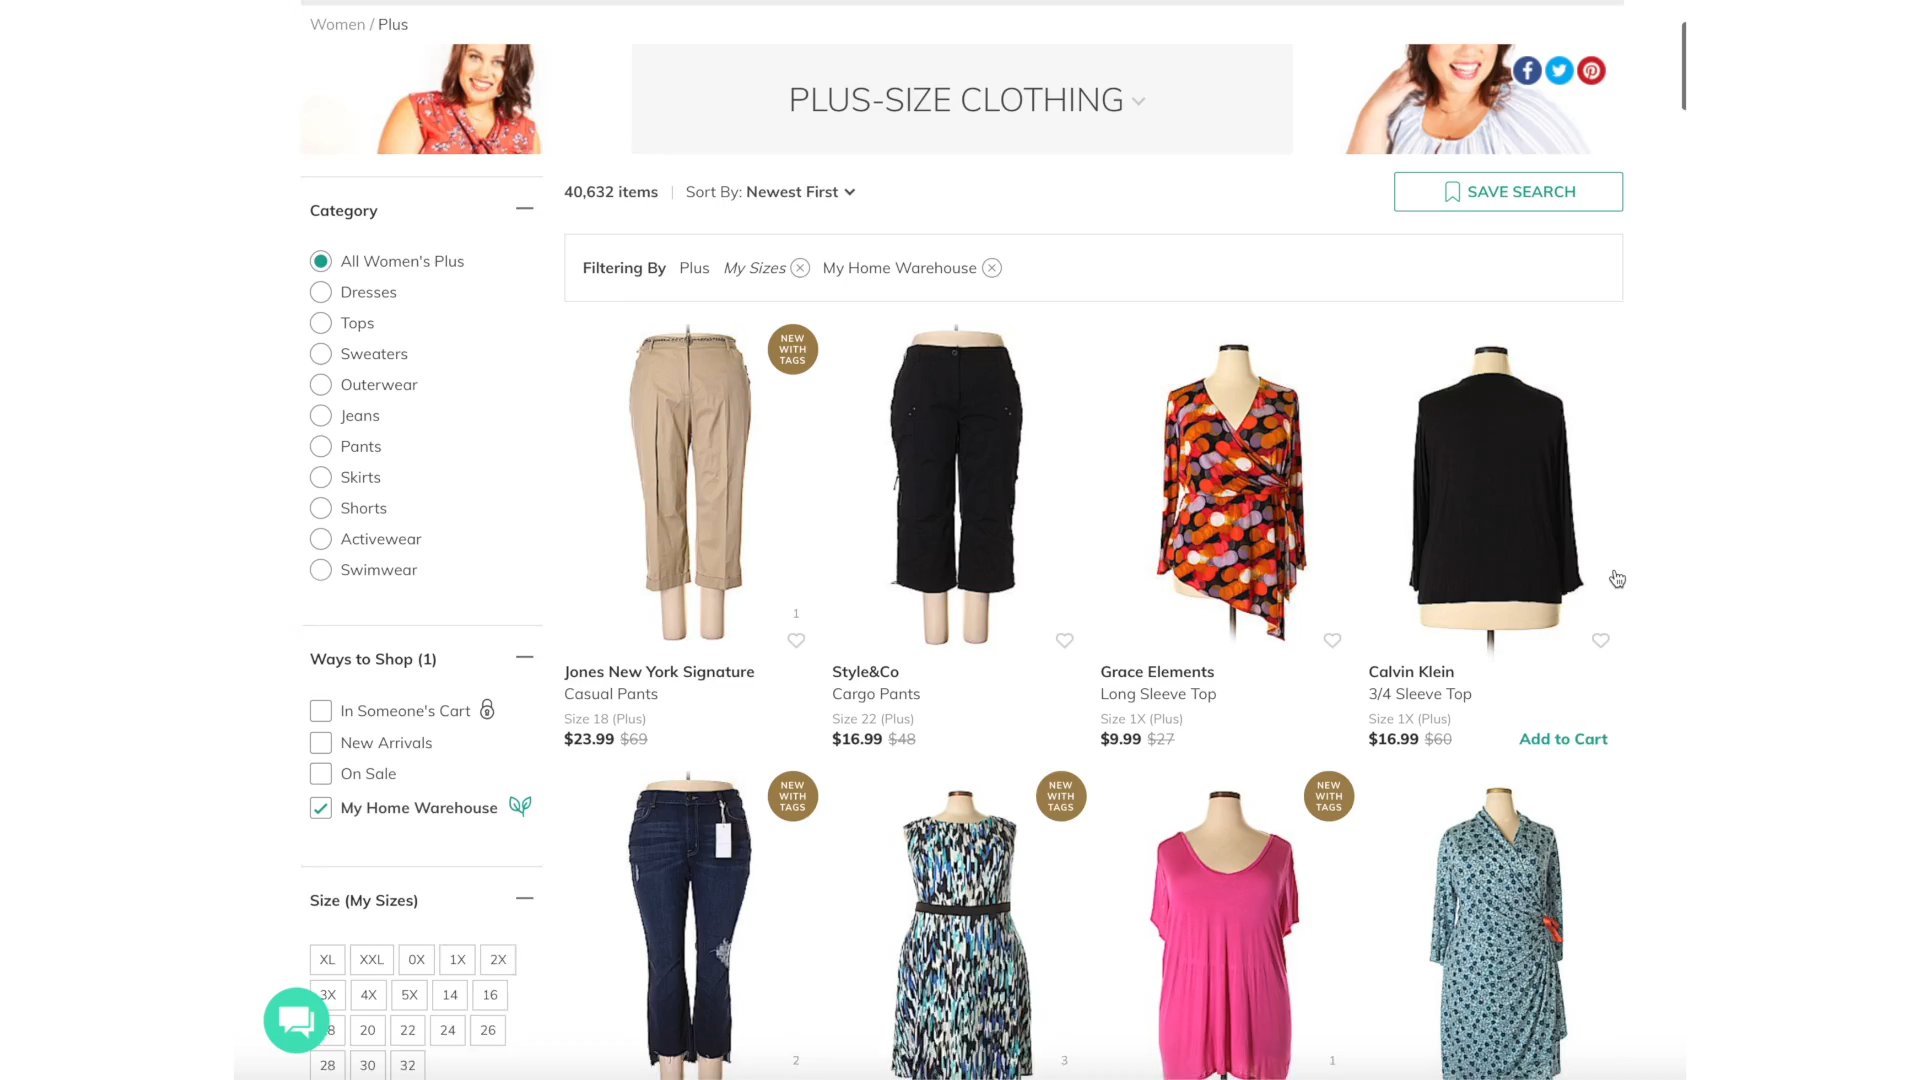 Women / Plus
PLUS-SIZE CLOTHING
40,632 items | Sort By: Newest First
SAVE SEARCH
Category
All Women's Plus
Dresses
Tops
Sweaters
Outerwear
Jeans
Pants
Skirts
Shorts
Activewear
Swimwear
Ways to Shop (1)
In Someone's Cart
New Arrivals
On Sale
My Home Warehouse
Size (My Sizes)
XL XXL 0X 1X 2X
3X 4X 5X 14 16
8 20 22 24 26
28 30 32
Filtering By Plus My Sizes My Home Warehouse
NEW
WITH
TAGS
1
Jones New York Signature
Casual Pants
Size 18 (Plus)
$23.99 $69
Style&Co
Cargo Pants
Size 22 (Plus)
$16.99 $48
Grace Elements
Long Sleeve Top
Size 1X (Plus)
$9.99 $27
Calvin Klein
3/4 Sleeve Top
Size 1X (Plus)
$16.99 $60 Add to Cart
NEW
WITH
TAGS
2
NEW
WITH
TAGS
3
NEW
WITH
TAGS
1